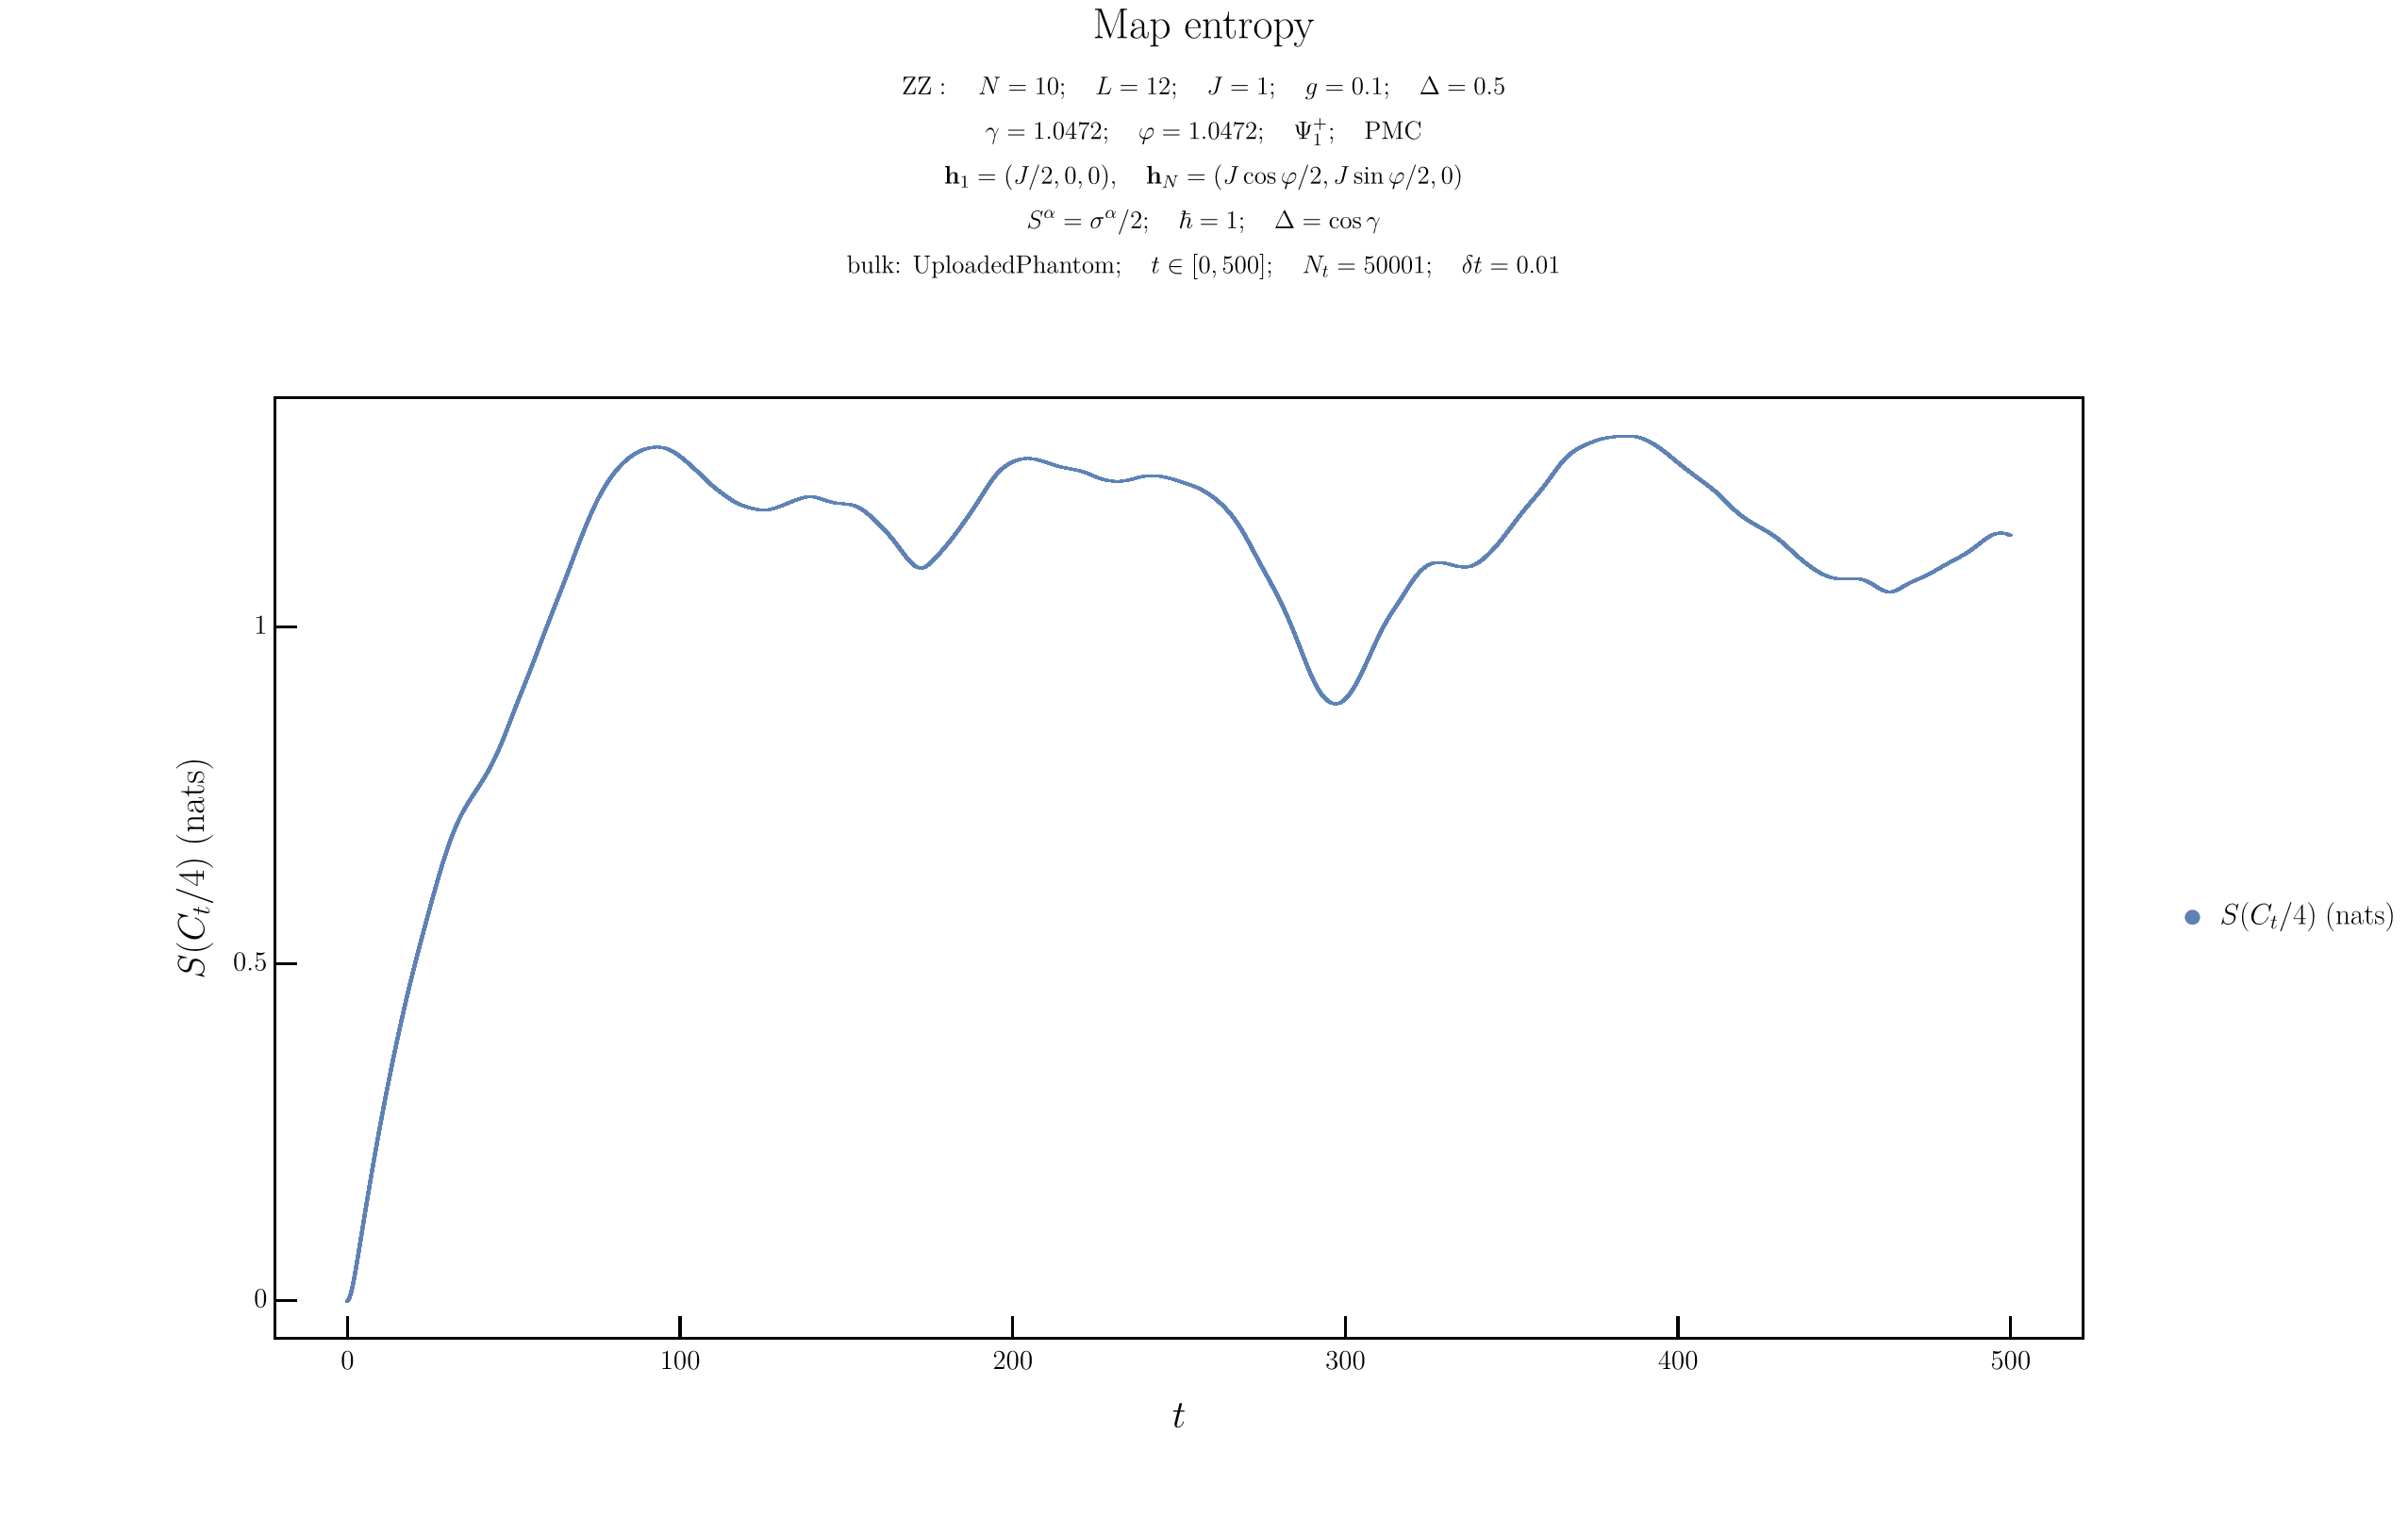 Map entropy
ZZ : N = 10; L = 12; J = 1; g = 0.1; Δ = 0.5
γ = 1.0472; φ = 1.0472; Ψ₁⁺; PMC
h₁ = (J/2, 0, 0), h_N = (J cos φ/2, J sin φ/2, 0)
S^α = σ^α/2; ℏ = 1; Δ = cos γ
bulk: UploadedPhantom; t ∈ [0, 500]; N_t = 50001; δt = 0.01
S(C_t/4) (nats)
1
0.5
0
0 100 200 300 400 500
t
S(C_t/4) (nats)